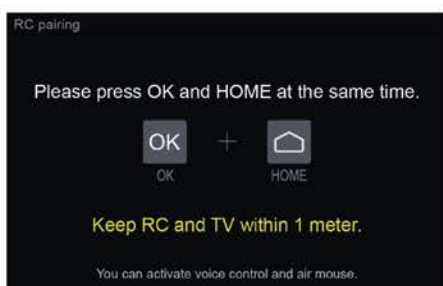 RC pairing
Please press OK and HOME at the same time.
OK
OK
HOME
Keep RC and TV within 1 meter.
You can activate voice control and air mouse.